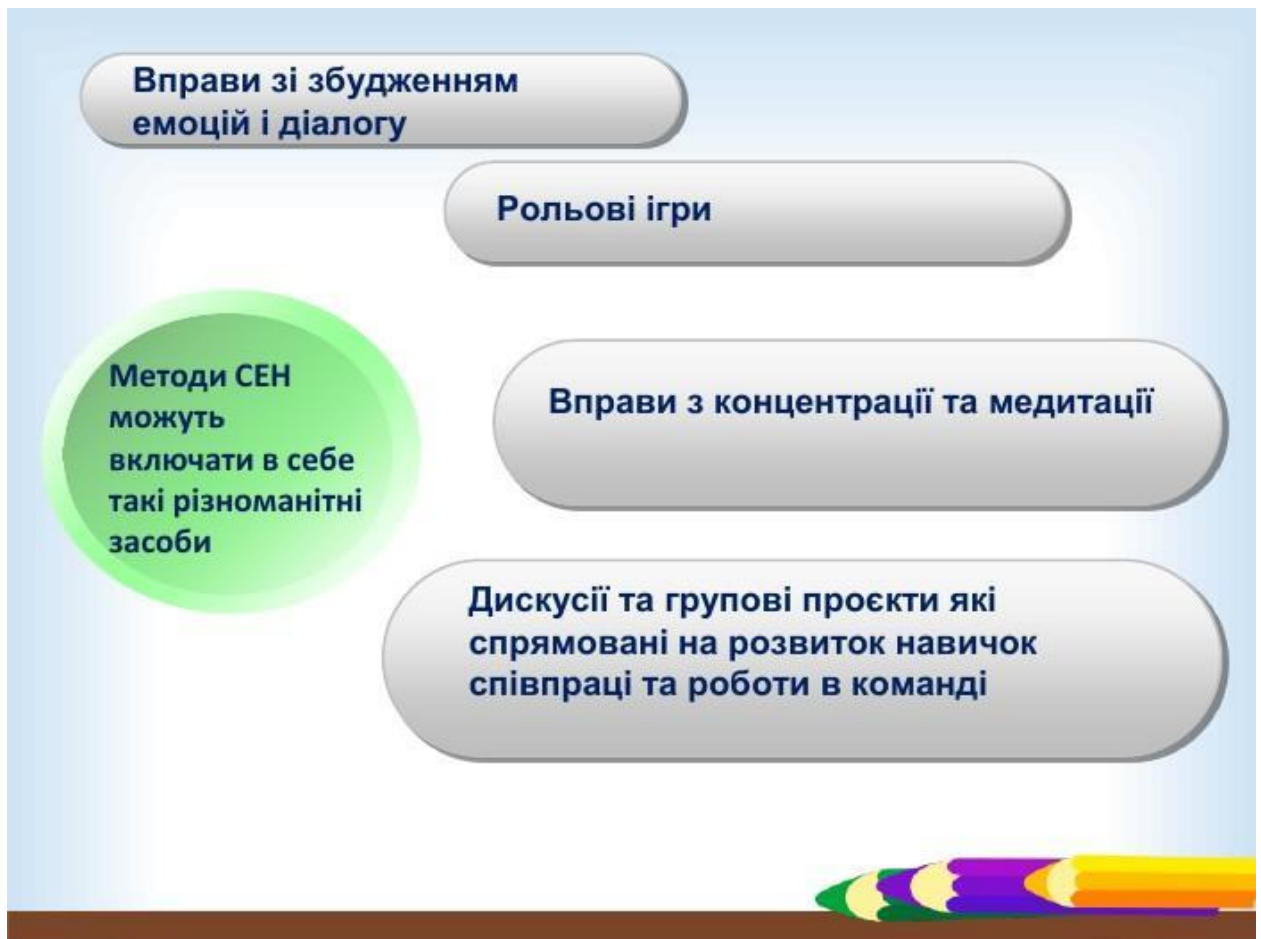 Вправи зі збудженням
емоцій і діалогу
Рольові ігри
Методи СЕН
можуть
включати в себе
такі різноманітні
засоби
Вправи з концентрації та медитації
Дискусії та групові проєкти які
спрямовані на розвиток навичок
співпраці та роботи в команді